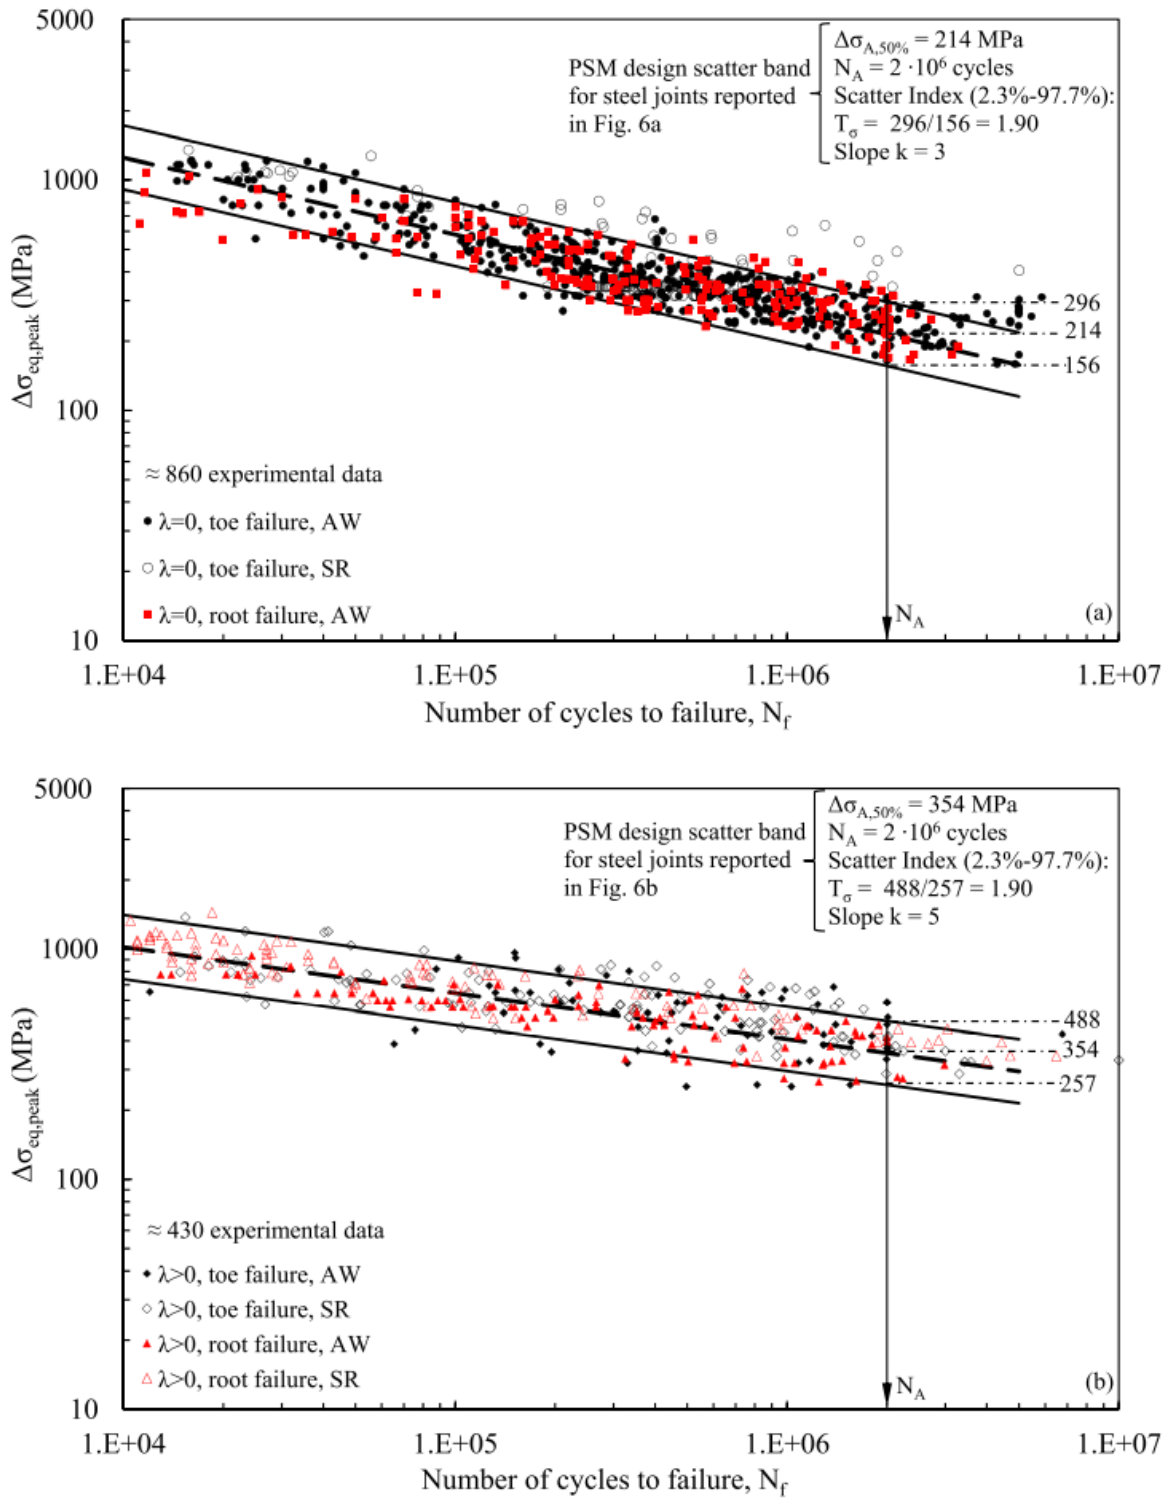 5000
1000
100
10
Δσeq,peak (MPa)
PSM design scatter band
for steel joints reported
in Fig. 6a
ΔσA,50% = 214 MPa
NA = 2 ·10⁶ cycles
Scatter Index (2.3%-97.7%):
Tσ = 296/156 = 1.90
Slope k = 3
296
214
156
≈ 860 experimental data
λ=0, toe failure, AW
λ=0, toe failure, SR
λ=0, root failure, AW
NA
(a)
1.E+04 1.E+05 1.E+06 1.E+07
Number of cycles to failure, Nf
5000
1000
100
10
Δσeq,peak (MPa)
PSM design scatter band
for steel joints reported
in Fig. 6b
ΔσA,50% = 354 MPa
NA = 2 ·10⁶ cycles
Scatter Index (2.3%-97.7%):
Tσ = 488/257 = 1.90
Slope k = 5
488
354
257
≈ 430 experimental data
λ>0, toe failure, AW
λ>0, toe failure, SR
λ>0, root failure, AW
λ>0, root failure, SR
NA
(b)
1.E+04 1.E+05 1.E+06 1.E+07
Number of cycles to failure, Nf